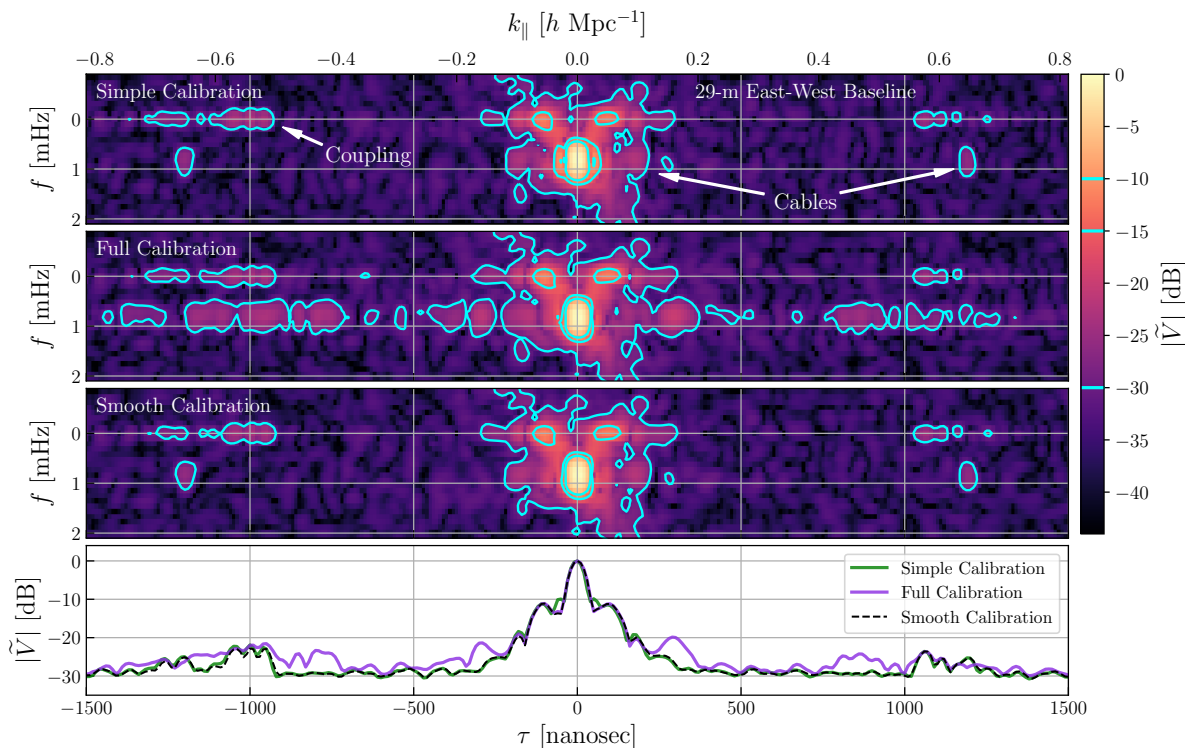 k∥ [h Mpc⁻¹]
−0.8 −0.6 −0.4 −0.2 0.0 0.2 0.4 0.6 0.8
Simple Calibration 29-m East-West Baseline
Coupling
Cables
f [mHz]
0
1
2
Full Calibration
f [mHz]
0
1
2
Smooth Calibration
f [mHz]
0
1
2
0
−5
−10
−15
−20
−25
−30
−35
−40
|Ṽ| [dB]
|Ṽ| [dB]
0
−10
−20
−30
Simple Calibration
Full Calibration
Smooth Calibration
−1500 −1000 −500 0 500 1000 1500
τ [nanosec]